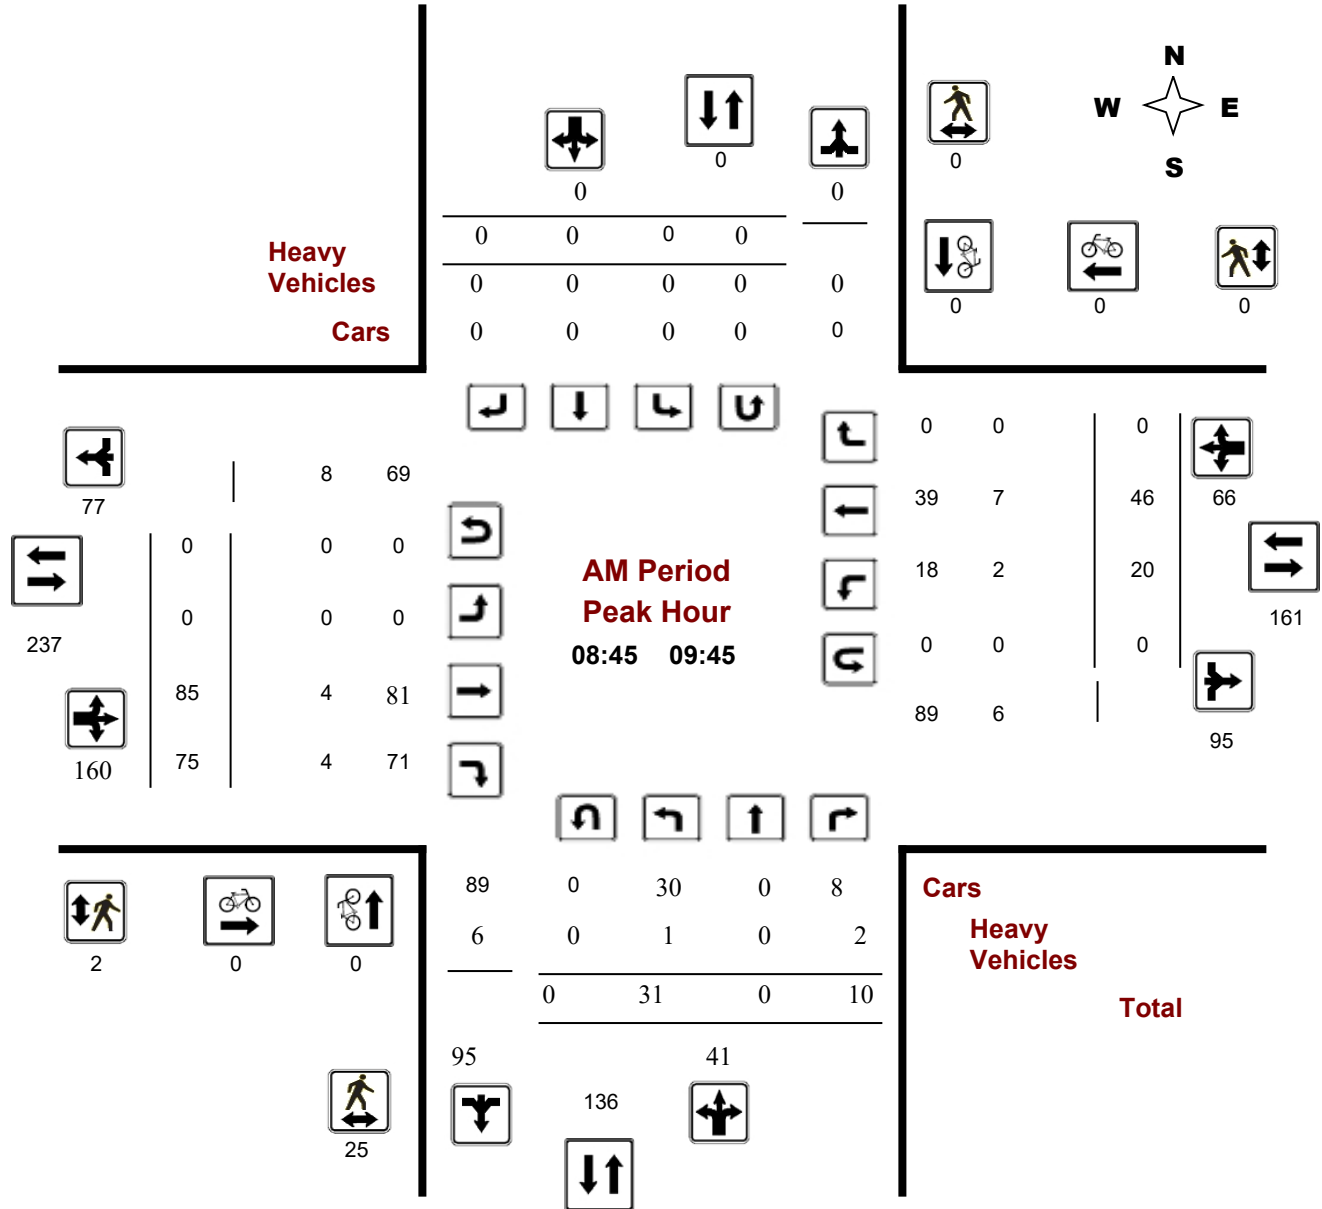 N
W E
S
0
0
0 0
0
0 0 0 0
Heavy
Vehicles
0 0 0 0 0
Cars
0 0 0 0 0
0 0 0
0 0 0
77
8 69
39 7 46 66
0 0 0
AM Period
18 2 20
0 0 0
Peak Hour
161
237
08:45 09:45
0 0 0
85 4 81
89 6
95
160
75 4 71
89 0 30 0 8
Cars
6 0 1 0 2
Heavy
Vehicles
2 0 0
0 31 0 10
Total
95 41
136
25